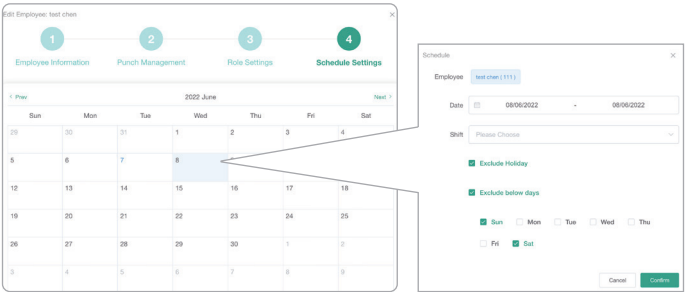 Edit Employee: test chen
1 2 3 4
Employee Information Punch Management Role Settings Schedule Settings
< Prev 2022 June Next >
Sun Mon Tue Wed Thu Fri Sat
29 30 31 1 2 3 4
5 6 7 8
12 13 14 15 16 17 18
19 20 21 22 23 24 25
26 27 28 29 30 1 2
3 4 5 6 7 8 9
Schedule
Employee test chen ( 111 )
Date 08/06/2022 - 08/06/2022
Shift Please Choose
Exclude Holiday
Exclude below days
Sun Mon Tue Wed Thu
Fri Sat
Cancel Confirm